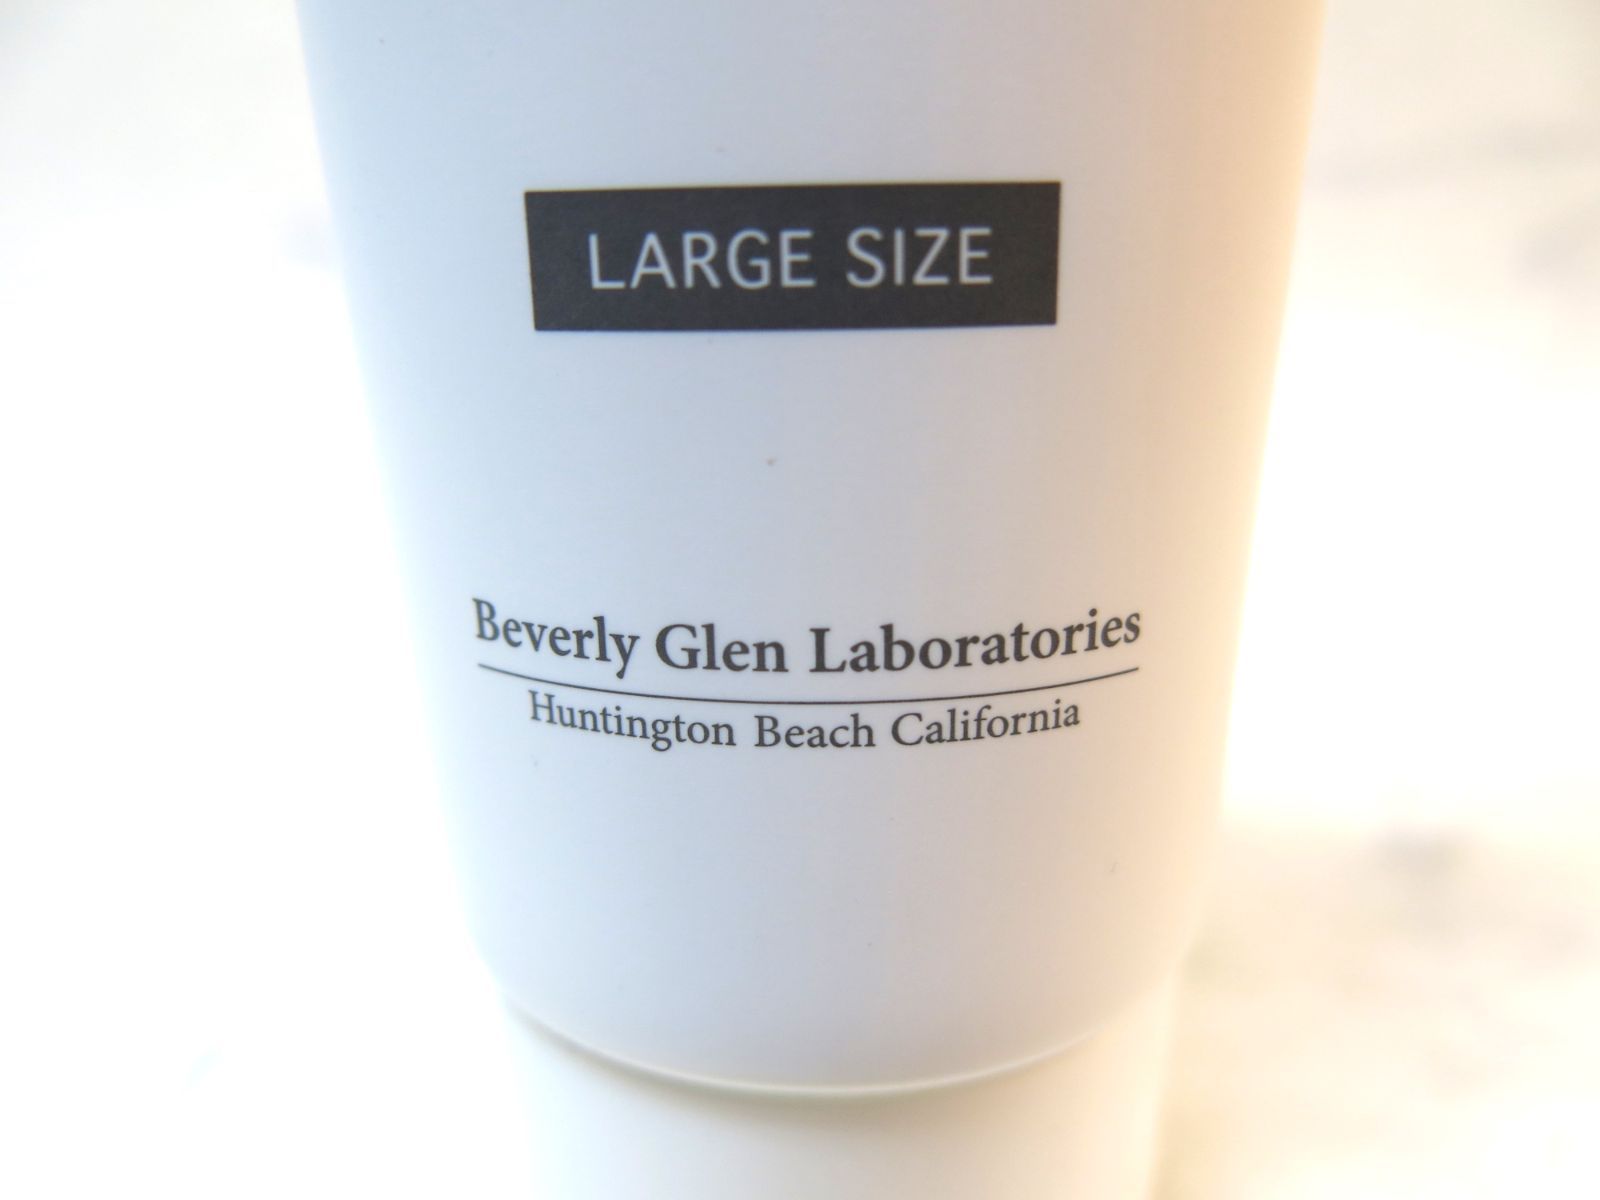 LARGE SIZE
Beverly Glen Laboratories
Huntington Beach California